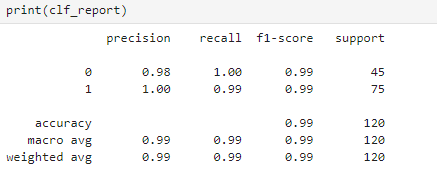 print(clf_report)
precision recall f1-score support
0 0.98 1.00 0.99 45
1 1.00 0.99 0.99 75
accuracy 0.99 120
macro avg 0.99 0.99 0.99 120
weighted avg 0.99 0.99 0.99 120